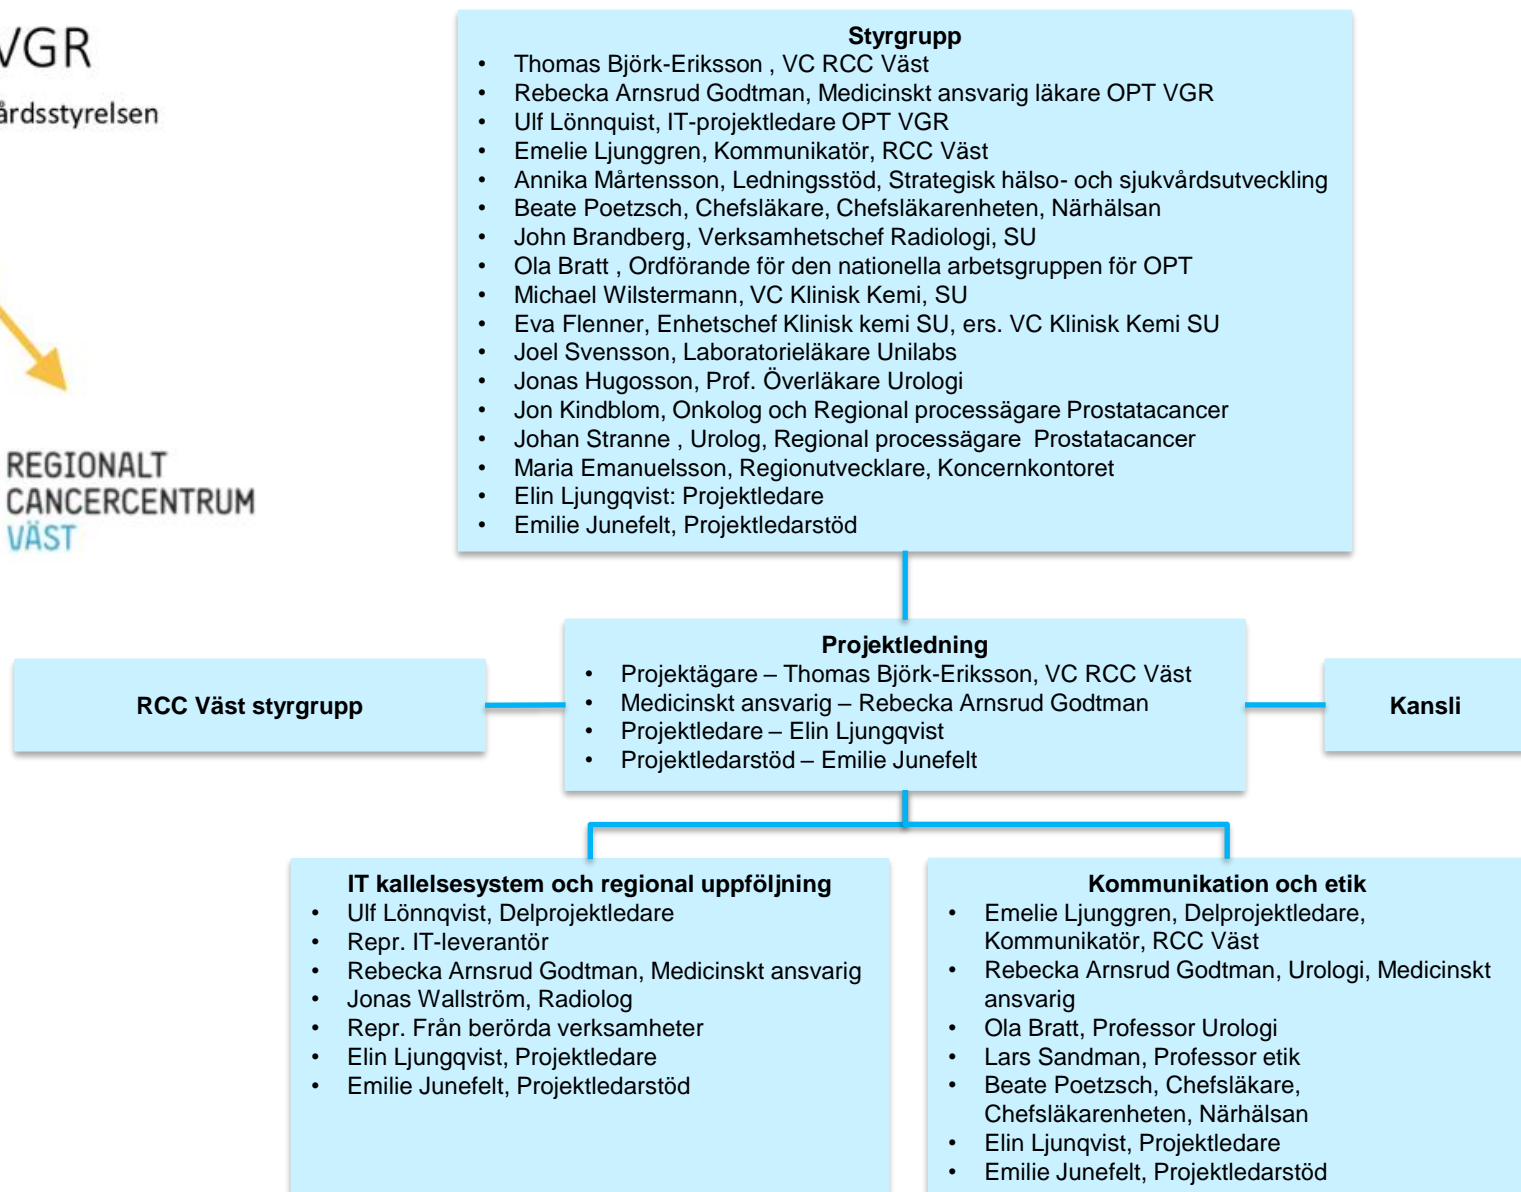 VGR
årdsstyrelsen
REGIONALT
CANCERCENTRUM
VÄST
Styrgrupp
• Thomas Björk-Eriksson , VC RCC Väst
• Rebecka Arnsrud Godtman, Medicinskt ansvarig läkare OPT VGR
• Ulf Lönnquist, IT-projektledare OPT VGR
• Emelie Ljunggren, Kommunikatör, RCC Väst
• Annika Mårtensson, Ledningsstöd, Strategisk hälso- och sjukvårdsutveckling
• Beate Poetzsch, Chefsläkare, Chefsläkarenheten, Närhälsan
• John Brandberg, Verksamhetschef Radiologi, SU
• Ola Bratt , Ordförande för den nationella arbetsgruppen för OPT
• Michael Wilstermann, VC Klinisk Kemi, SU
• Eva Flenner, Enhetschef Klinisk kemi SU, ers. VC Klinisk Kemi SU
• Joel Svensson, Laboratorieläkare Unilabs
• Jonas Hugosson, Prof. Överläkare Urologi
• Jon Kindblom, Onkolog och Regional processägare Prostatacancer
• Johan Stranne , Urolog, Regional processägare Prostatacancer
• Maria Emanuelsson, Regionutvecklare, Koncernkontoret
• Elin Ljungqvist: Projektledare
• Emilie Junefelt, Projektledarstöd
RCC Väst styrgrupp
Projektledning
• Projektägare – Thomas Björk-Eriksson, VC RCC Väst
• Medicinskt ansvarig – Rebecka Arnsrud Godtman
• Projektledare – Elin Ljungqvist
• Projektledarstöd – Emilie Junefelt
Kansli
IT kallelsesystem och regional uppföljning
• Ulf Lönnqvist, Delprojektledare
• Repr. IT-leverantör
• Rebecka Arnsrud Godtman, Medicinskt ansvarig
• Jonas Wallström, Radiolog
• Repr. Från berörda verksamheter
• Elin Ljungqvist, Projektledare
• Emilie Junefelt, Projektledarstöd
Kommunikation och etik
• Emelie Ljunggren, Delprojektledare,
Kommunikatör, RCC Väst
• Rebecka Arnsrud Godtman, Urologi, Medicinskt
ansvarig
• Ola Bratt, Professor Urologi
• Lars Sandman, Professor etik
• Beate Poetzsch, Chefsläkare,
Chefsläkarenheten, Närhälsan
• Elin Ljunqvist, Projektledare
• Emilie Junefelt, Projektledarstöd